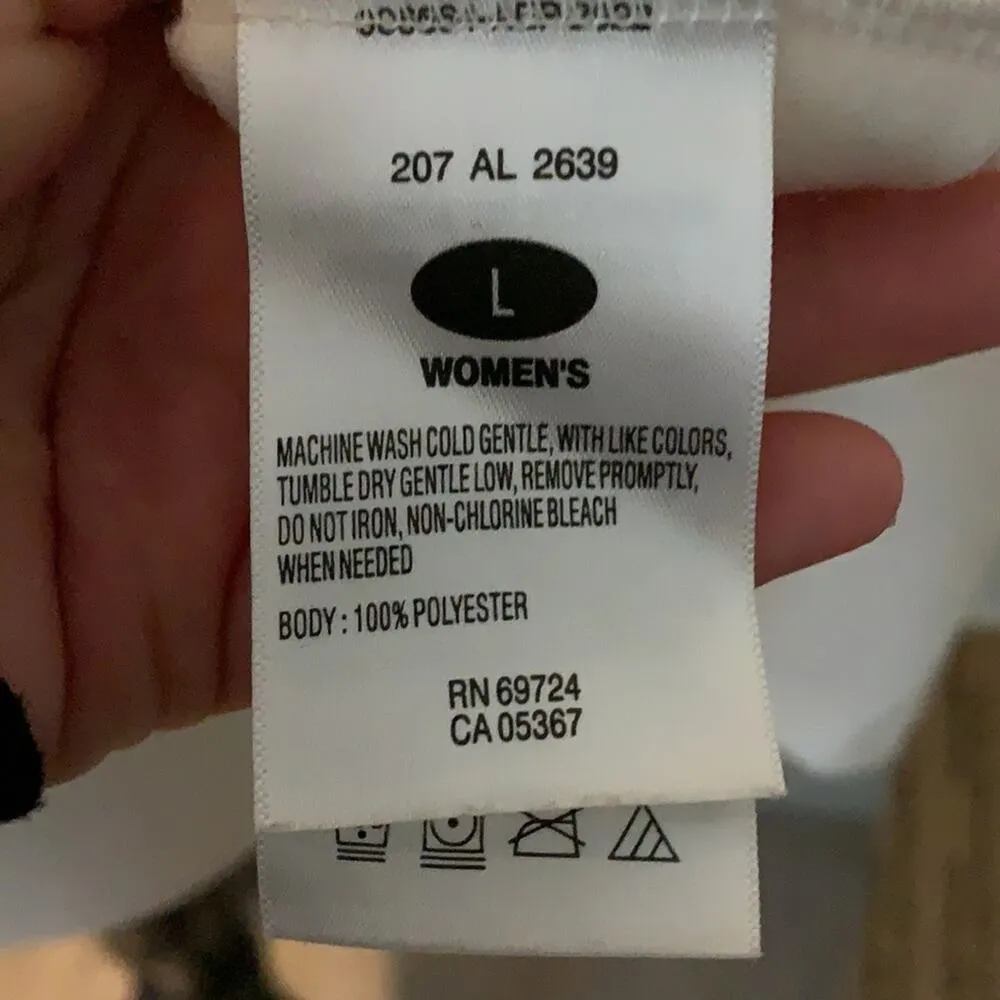 207 AL 2639
L
WOMEN'S
MACHINE WASH COLD GENTLE, WITH LIKE COLORS,
TUMBLE DRY GENTLE LOW, REMOVE PROMPTLY,
DO NOT IRON, NON-CHLORINE BLEACH
WHEN NEEDED
BODY : 100% POLYESTER
RN 69724
CA 05367